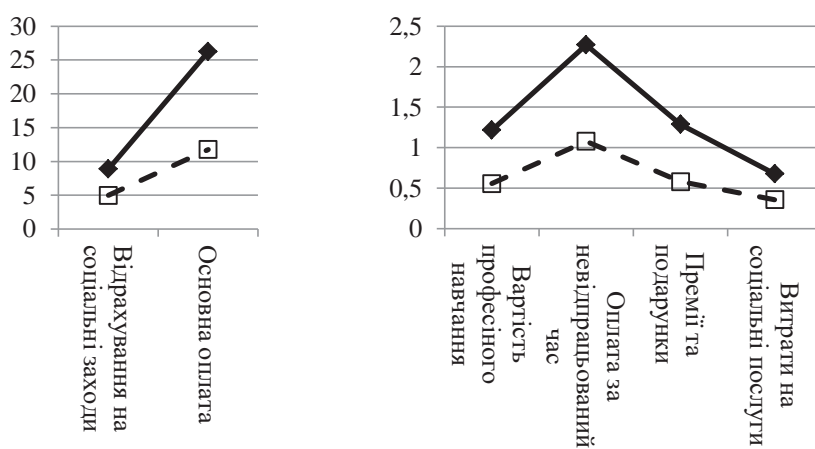 30
25
20
15
10
5
0
Відрахування на
соціальні заходи
Основна оплата
2,5
2
1,5
1
0,5
0
Вартість
професіного
навчання
Оплата за
невідпрацьований
час
Премії та
подарунки
Витрати на
соціальні послуги